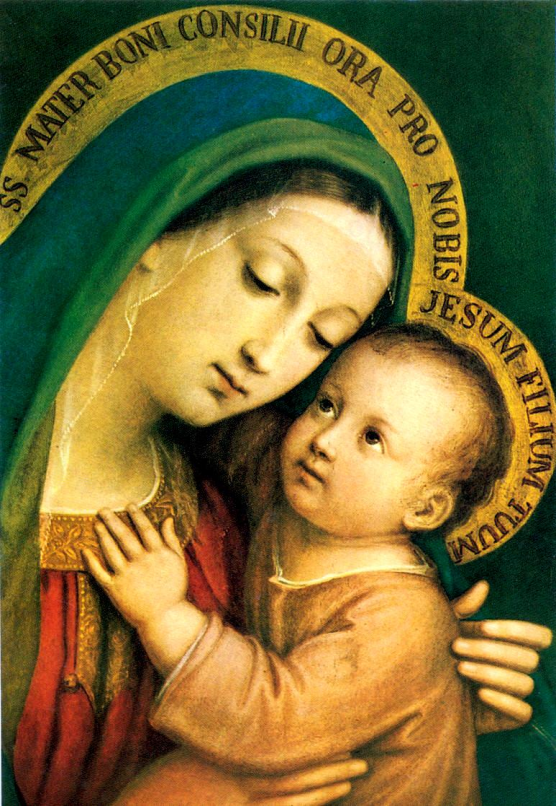 SS MATER BONI CONSILII ORA PRO NOBIS
JESUM FILIUM TUUM